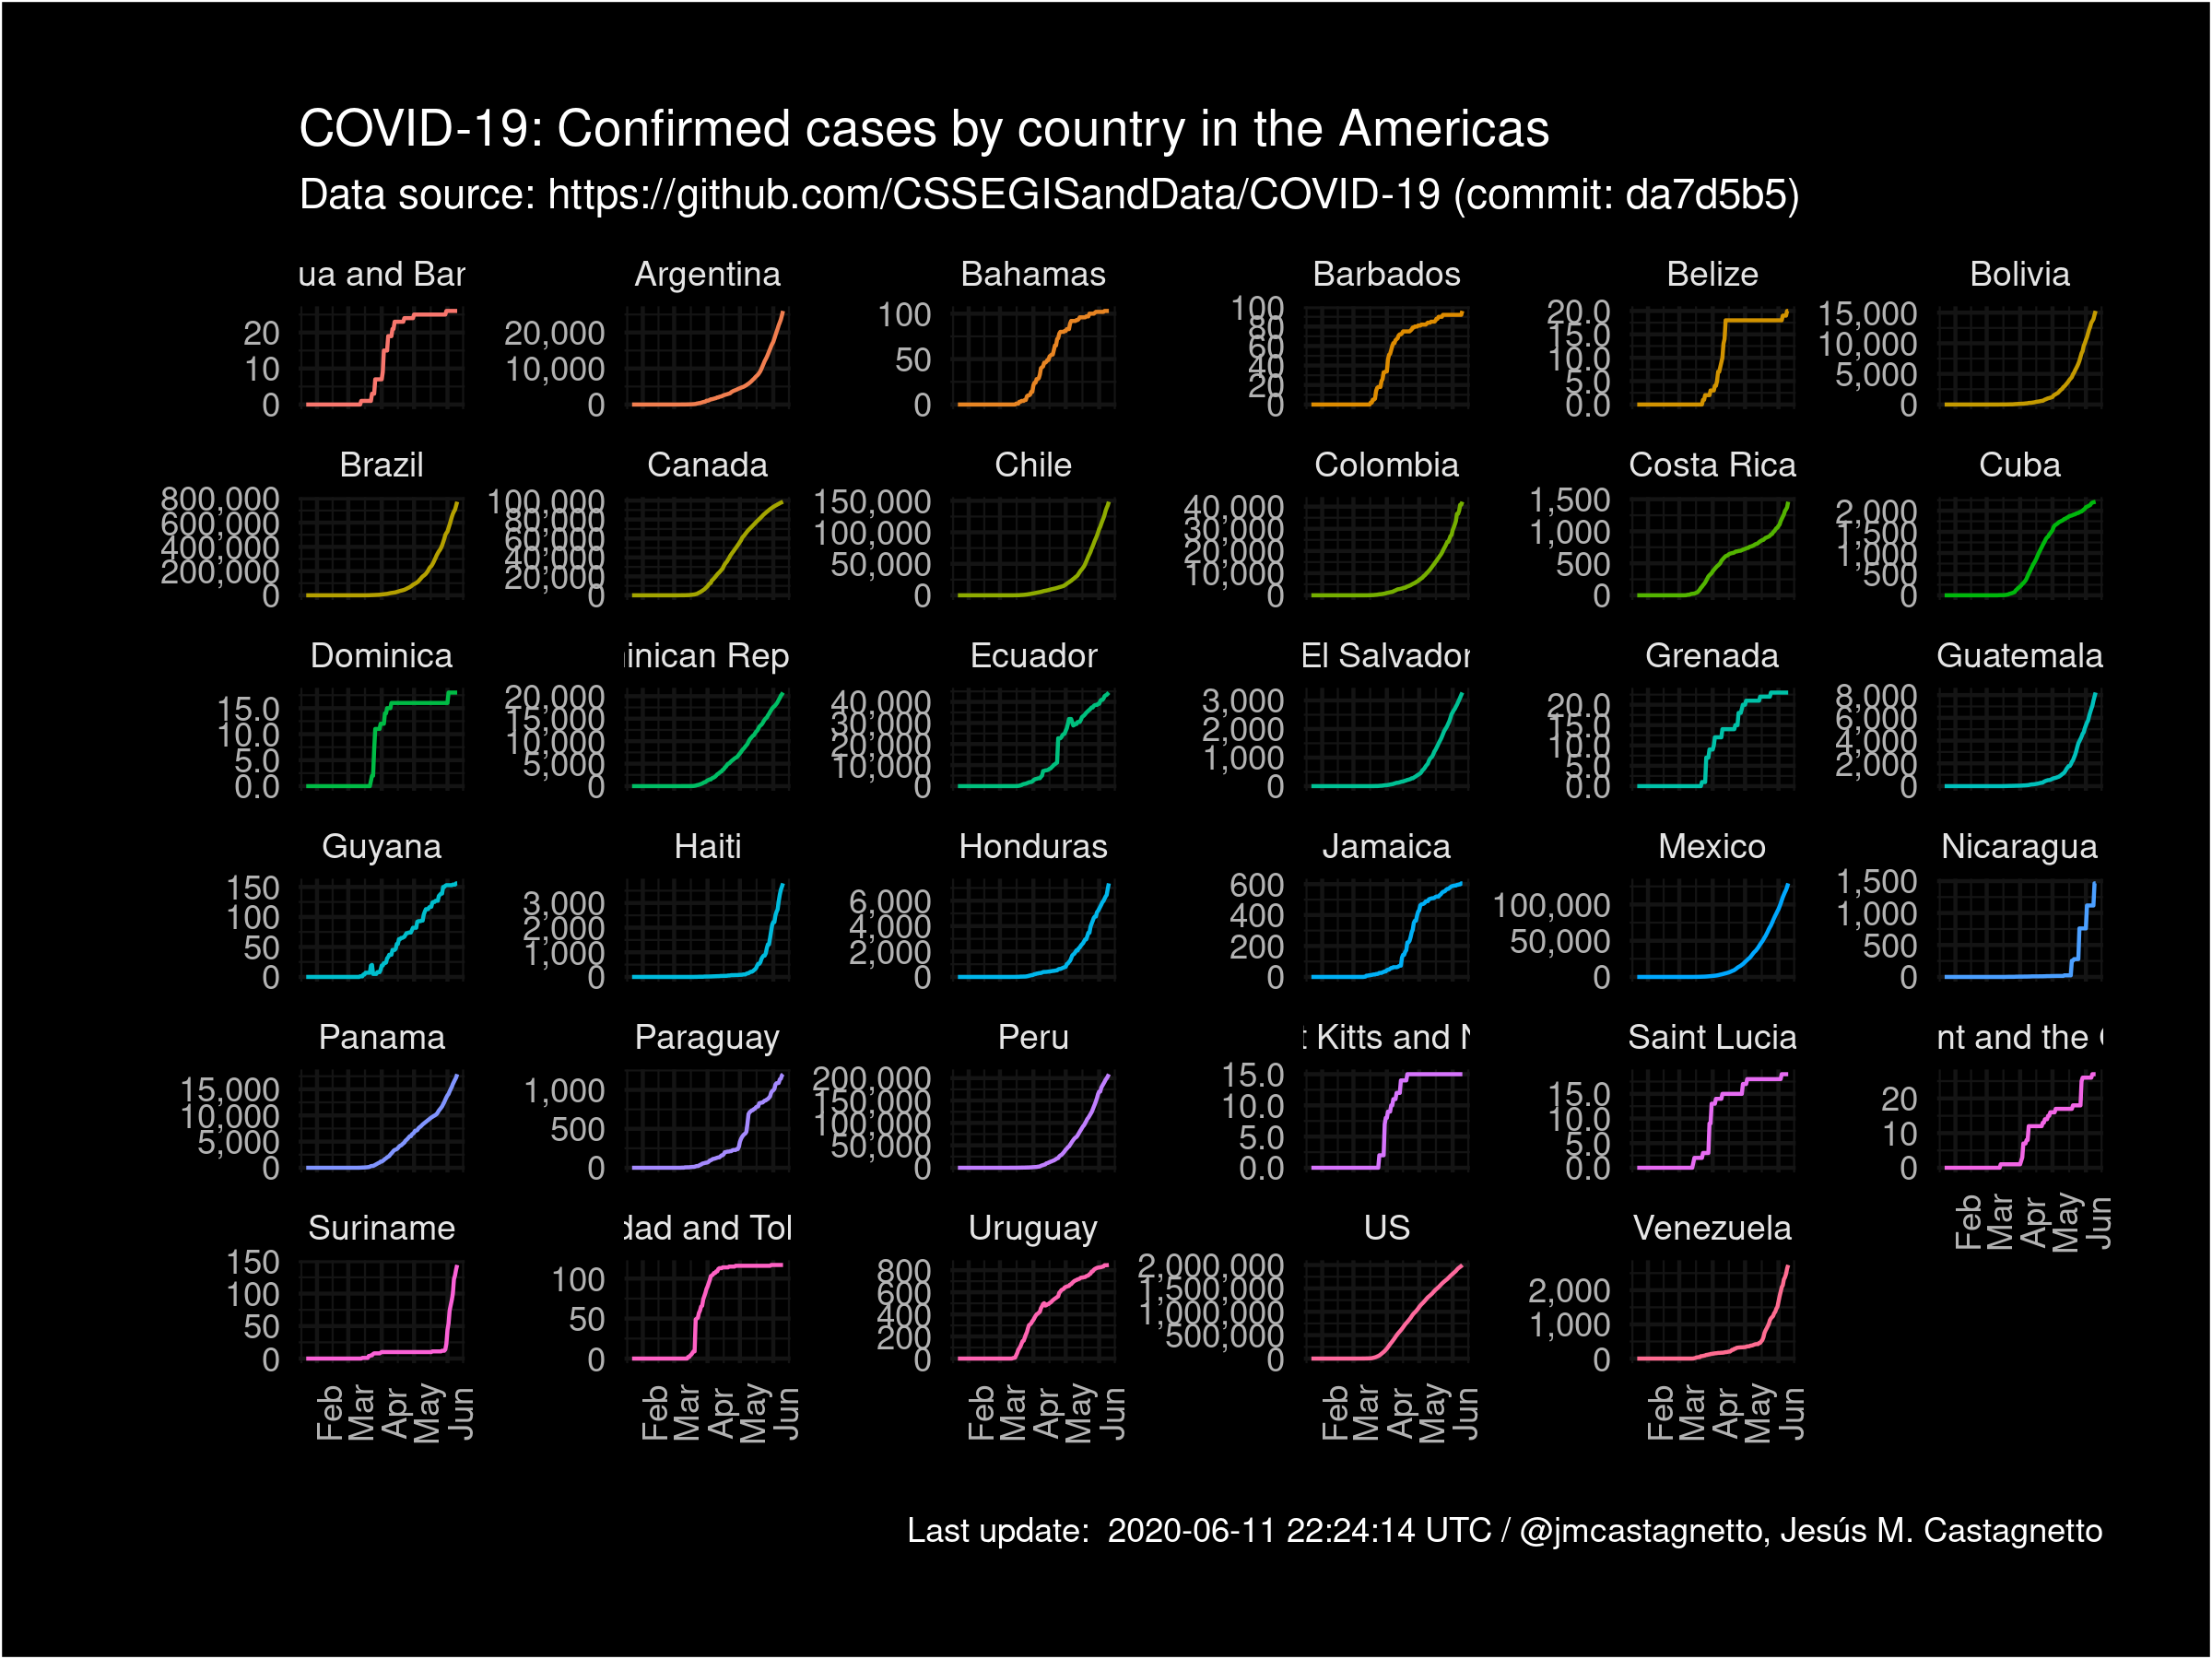 COVID-19: Confirmed cases by country in the Americas
Data source: https://github.com/CSSEGISandData/COVID-19 (commit: da7d5b5)
ua and Bar
20
10
0
Argentina
20,000
10,000
0
Bahamas
100
50
0
Barbados
100
80
60
40
20
0
Belize
20.0
15.0
10.0
5.0
0.0
Bolivia
15,000
10,000
5,000
0
Brazil
800,000
600,000
400,000
200,000
0
Canada
100,000
80,000
60,000
40,000
20,000
0
Chile
150,000
100,000
50,000
0
Colombia
40,000
30,000
20,000
10,000
0
Costa Rica
1,500
1,000
500
0
Cuba
2,000
1,500
1,000
500
0
Dominica
15.0
10.0
5.0
0.0
inican Rep
20,000
15,000
10,000
5,000
0
Ecuador
40,000
30,000
20,000
10,000
0
El Salvador
3,000
2,000
1,000
0
Grenada
20.0
15.0
10.0
5.0
0.0
Guatemala
8,000
6,000
4,000
2,000
0
Guyana
150
100
50
0
Haiti
3,000
2,000
1,000
0
Honduras
6,000
4,000
2,000
0
Jamaica
600
400
200
0
Mexico
100,000
50,000
0
Nicaragua
1,500
1,000
500
0
Panama
15,000
10,000
5,000
0
Paraguay
1,000
500
0
Peru
200,000
150,000
100,000
50,000
0
t Kitts and N
15.0
10.0
5.0
0.0
Saint Lucia
15.0
10.0
5.0
0.0
nt and the G
20
10
0
Feb
Mar
Apr
May
Jun
Suriname
150
100
50
0
Feb
Mar
Apr
May
Jun
dad and Tol
100
50
0
Feb
Mar
Apr
May
Jun
Uruguay
800
600
400
200
0
Feb
Mar
Apr
May
Jun
US
2,000,000
1,500,000
1,000,000
500,000
0
Feb
Mar
Apr
May
Jun
Venezuela
2,000
1,000
0
Feb
Mar
Apr
May
Jun
Last update:  2020-06-11 22:24:14 UTC / @jmcastagnetto, Jesús M. Castagnetto